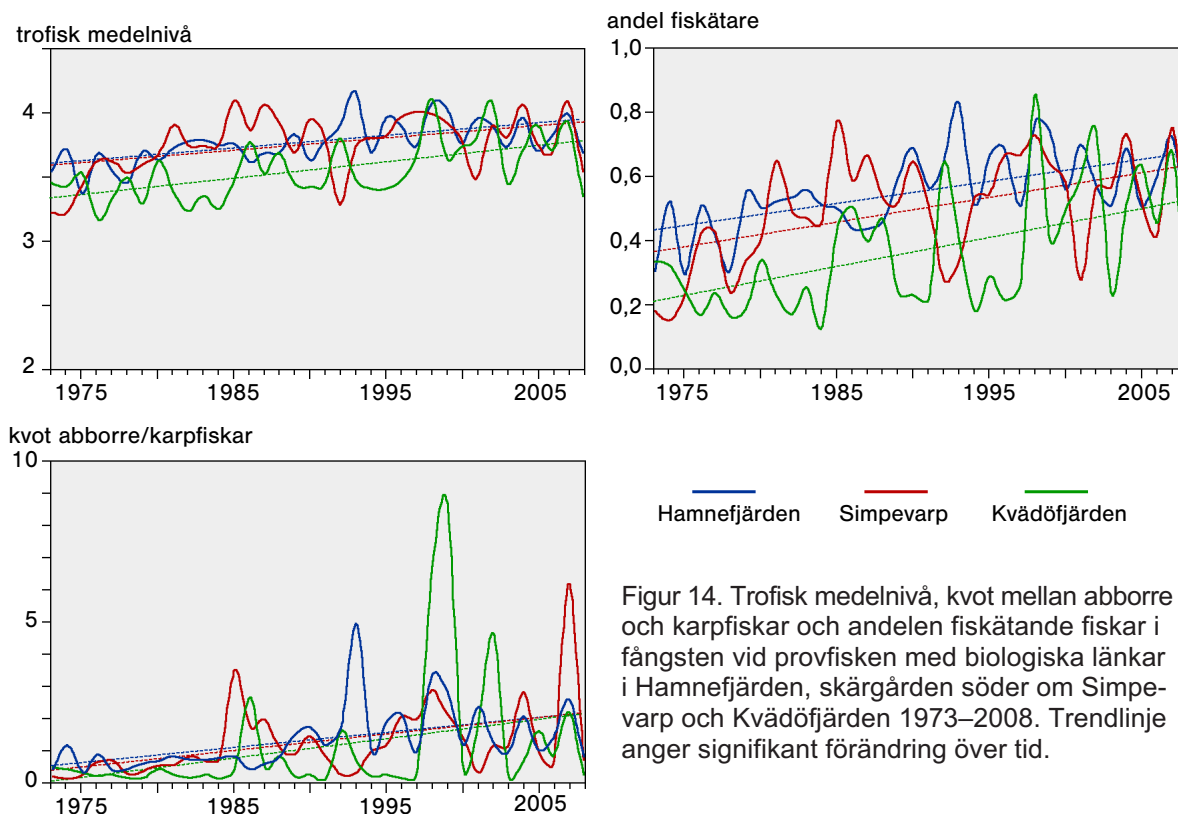 trofisk medelnivå
4
3
2
1975 1985 1995 2005
andel fiskätare
1,0
0,8
0,6
0,4
0,2
0,0
1975 1985 1995 2005
kvot abborre/karpfiskar
10
5
0
1975 1985 1995 2005
Hamnefjärden Simpevarp Kvädöfjärden
Figur 14. Trofisk medelnivå, kvot mellan abborre
och karpfiskar och andelen fiskätande fiskar i
fångsten vid provfisken med biologiska länkar
i Hamnefjärden, skärgården söder om Simpe-
varp och Kvädöfjärden 1973–2008. Trendlinje
anger signifikant förändring över tid.